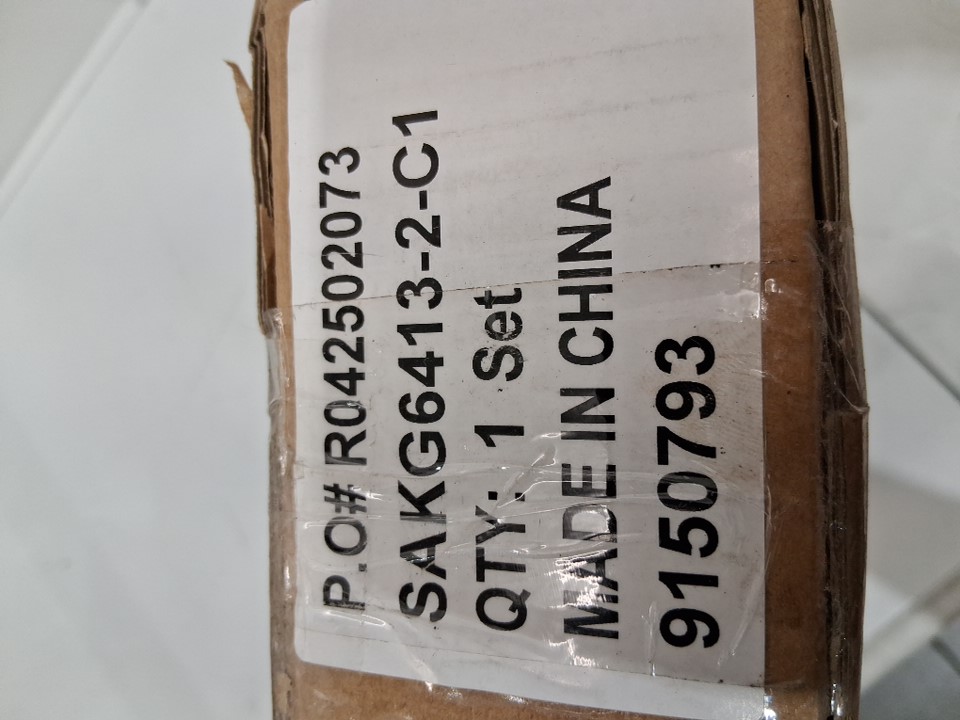 P.O# R042502073
SAKG6413-2-C1
QTY: 1 Set
MADE IN CHINA
9150793